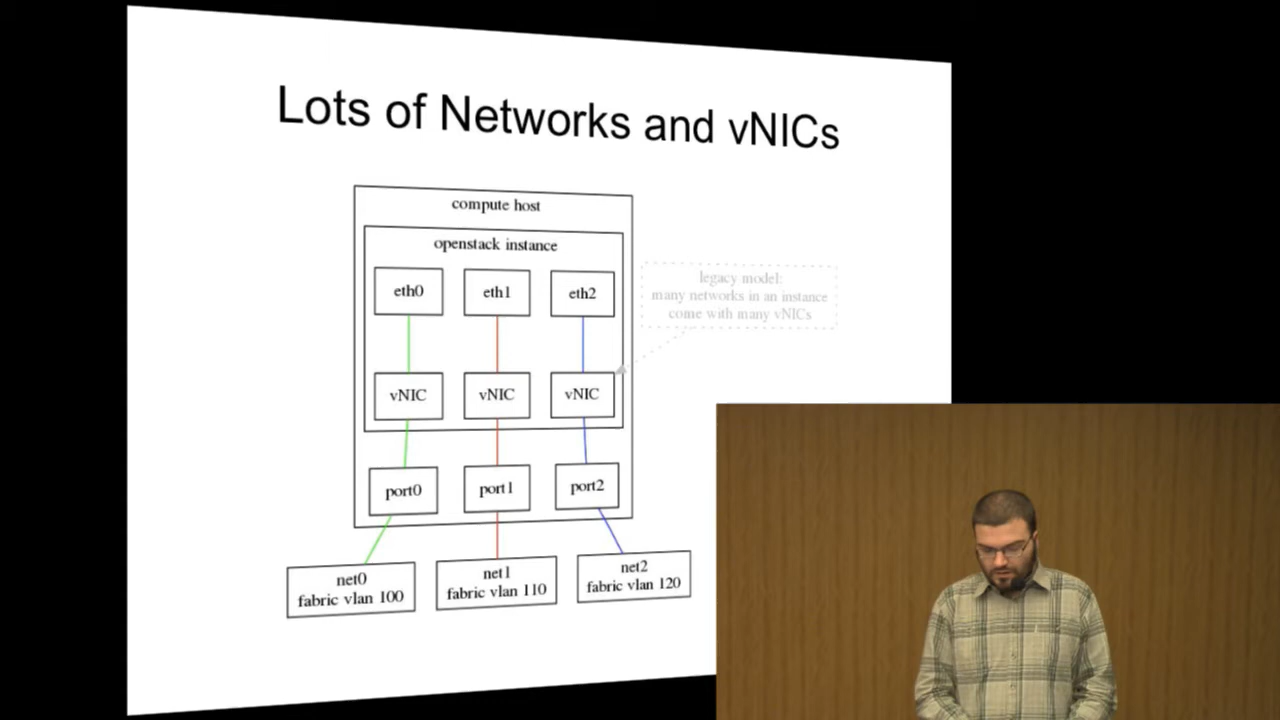 Lots of Networks and vNICs
compute host
openstack instance
eth0
eth1
eth2
legacy model:
many networks in an instance
come with many vNICs
vNIC
vNIC
vNIC
port0
port1
port2
net0
fabric vlan 100
net1
fabric vlan 110
net2
fabric vlan 120